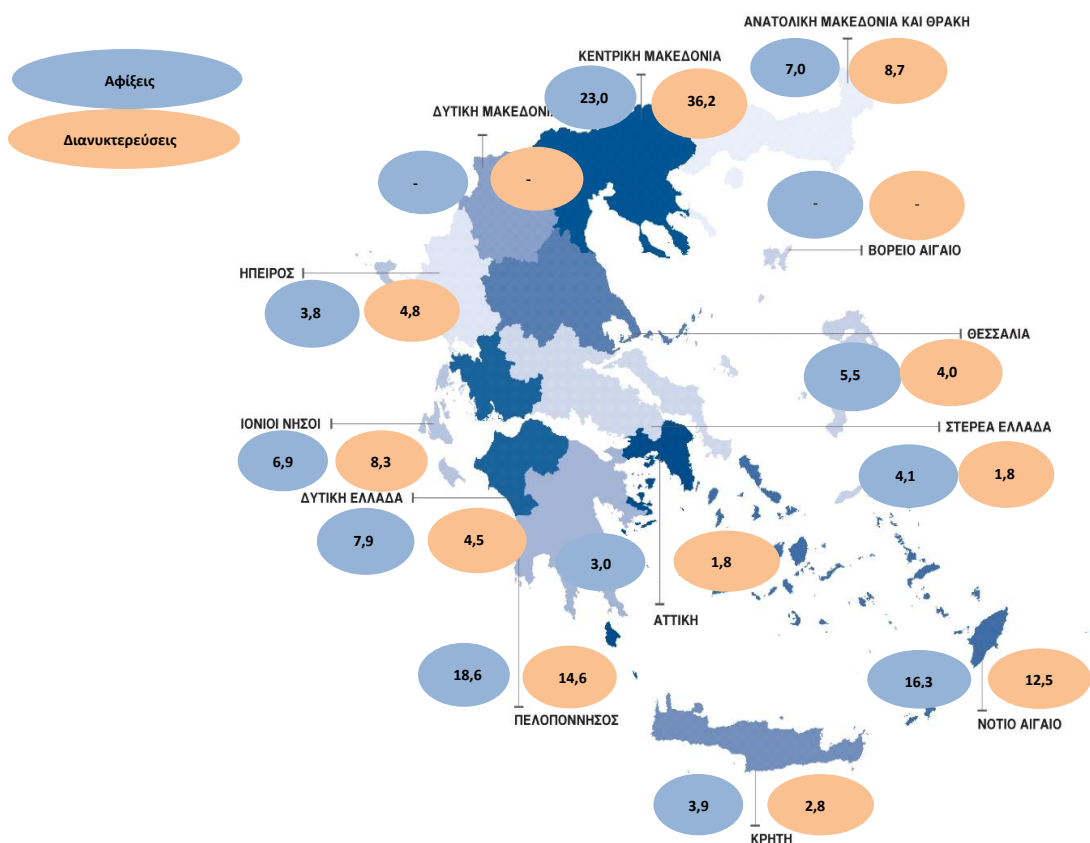 ΑΝΑΤΟΛΙΚΗ ΜΑΚΕΔΟΝΙΑ ΚΑΙ ΘΡΑΚΗ
7,0
8,7
ΚΕΝΤΡΙΚΗ ΜΑΚΕΔΟΝΙΑ
23,0
36,2
Αφίξεις
Διανυκτερεύσεις
ΔΥΤΙΚΗ ΜΑΚΕΔΟΝΙΑ
-
-
-
-
ΒΟΡΕΙΟ ΑΙΓΑΙΟ
ΗΠΕΙΡΟΣ
3,8
4,8
ΘΕΣΣΑΛΙΑ
5,5
4,0
ΙΟΝΙΟΙ ΝΗΣΟΙ
6,9
8,3
ΣΤΕΡΕΑ ΕΛΛΑΔΑ
4,1
1,8
ΔΥΤΙΚΗ ΕΛΛΑΔΑ
7,9
4,5
3,0
1,8
ΑΤΤΙΚΗ
18,6
14,6
ΠΕΛΟΠΟΝΝΗΣΟΣ
16,3
12,5
ΝΟΤΙΟ ΑΙΓΑΙΟ
3,9
2,8
ΚΡΗΤΗ